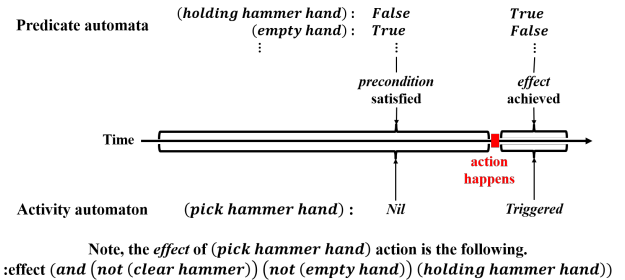 Predicate automata (holding hammer hand) : False True
(empty hand) : True False
⋮ ⋮ ⋮
precondition effect
satisfied achieved
Time
action
happens
Activity automaton (pick hammer hand) : Nil Triggered
Note, the effect of (pick hammer hand) action is the following.
:effect (and (not (clear hammer)) (not (empty hand)) (holding hammer hand))